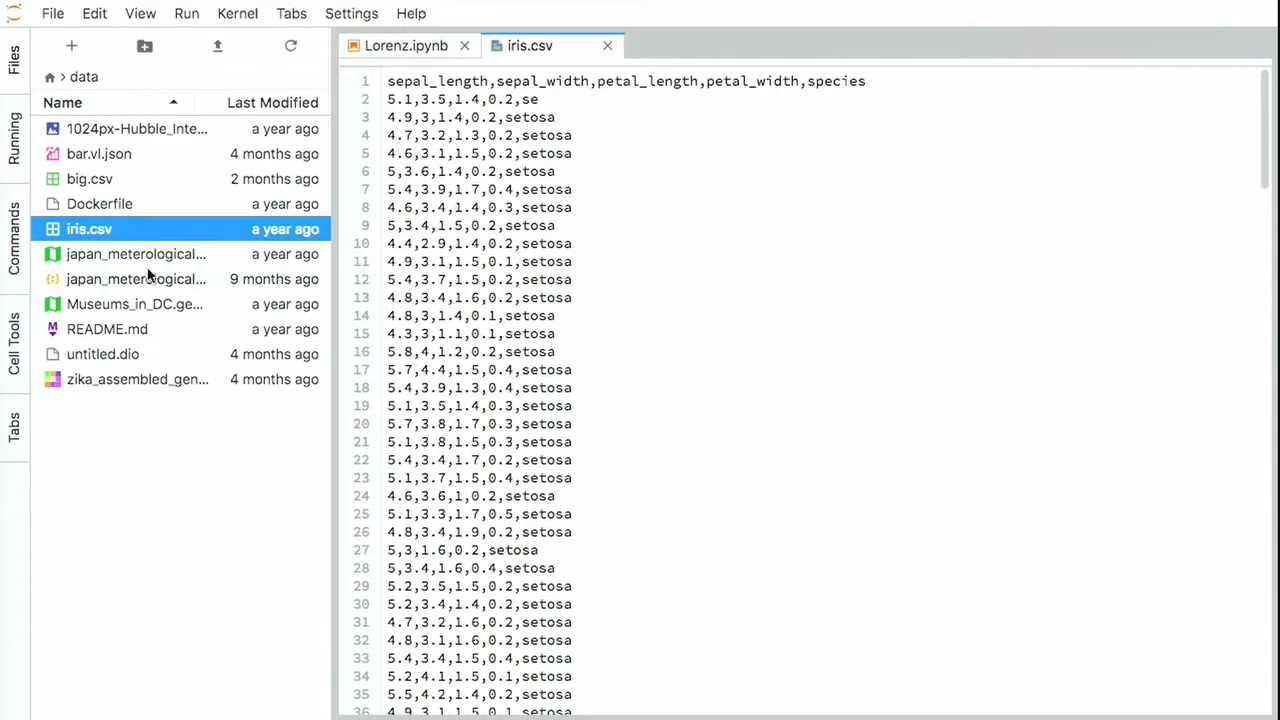 File Edit View Run Kernel Tabs Settings Help
Files
Running
Commands
Cell Tools
Tabs
data
Name Last Modified
1024px-Hubble_Inte... a year ago
bar.vl.json 4 months ago
big.csv 2 months ago
Dockerfile a year ago
iris.csv a year ago
japan_meterological... a year ago
japan_meterological... 9 months ago
Museums_in_DC.ge... a year ago
README.md a year ago
untitled.dio 4 months ago
zika_assembled_gen... 4 months ago
Lorenz.ipynb iris.csv
1 sepal_length,sepal_width,petal_length,petal_width,species
2 5.1,3.5,1.4,0.2,se
3 4.9,3,1.4,0.2,setosa
4 4.7,3.2,1.3,0.2,setosa
5 4.6,3.1,1.5,0.2,setosa
6 5,3.6,1.4,0.2,setosa
7 5.4,3.9,1.7,0.4,setosa
8 4.6,3.4,1.4,0.3,setosa
9 5,3.4,1.5,0.2,setosa
10 4.4,2.9,1.4,0.2,setosa
11 4.9,3.1,1.5,0.1,setosa
12 5.4,3.7,1.5,0.2,setosa
13 4.8,3.4,1.6,0.2,setosa
14 4.8,3,1.4,0.1,setosa
15 4.3,3,1.1,0.1,setosa
16 5.8,4,1.2,0.2,setosa
17 5.7,4.4,1.5,0.4,setosa
18 5.4,3.9,1.3,0.4,setosa
19 5.1,3.5,1.4,0.3,setosa
20 5.7,3.8,1.7,0.3,setosa
21 5.1,3.8,1.5,0.3,setosa
22 5.4,3.4,1.7,0.2,setosa
23 5.1,3.7,1.5,0.4,setosa
24 4.6,3.6,1,0.2,setosa
25 5.1,3.3,1.7,0.5,setosa
26 4.8,3.4,1.9,0.2,setosa
27 5,3,1.6,0.2,setosa
28 5,3.4,1.6,0.4,setosa
29 5.2,3.5,1.5,0.2,setosa
30 5.2,3.4,1.4,0.2,setosa
31 4.7,3.2,1.6,0.2,setosa
32 4.8,3.1,1.6,0.2,setosa
33 5.4,3.4,1.5,0.4,setosa
34 5.2,4.1,1.5,0.1,setosa
35 5.5,4.2,1.4,0.2,setosa
36 4.9,3.1,1.5,0.1,setosa